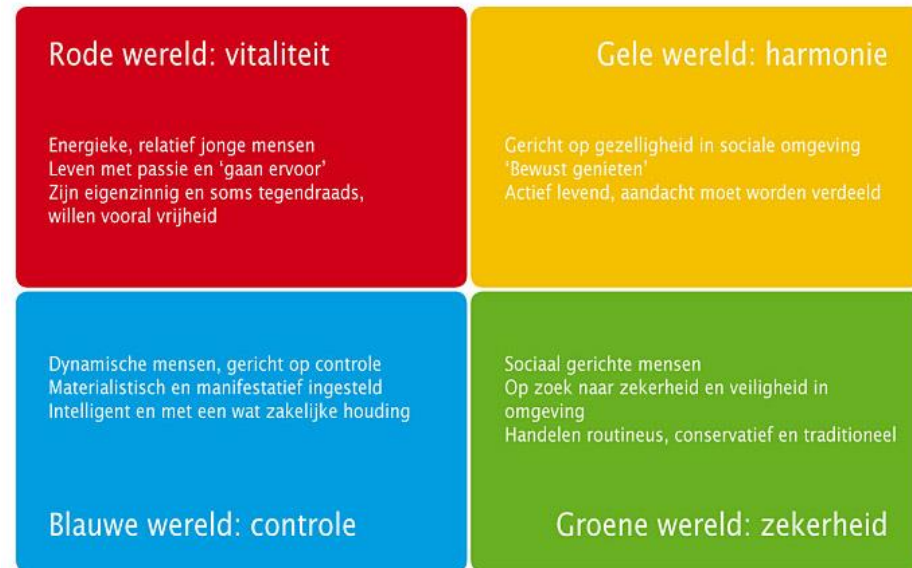 Rode wereld: vitaliteit
Energieke, relatief jonge mensen
Leven met passie en ‘gaan ervoor’
Zijn eigenzinnig en soms tegendraads,
willen vooral vrijheid
Gele wereld: harmonie
Gericht op gezelligheid in sociale omgeving
‘Bewust genieten’
Actief levend, aandacht moet worden verdeeld
Dynamische mensen, gericht op controle
Materialistisch en manifestatief ingesteld
Intelligent en met een wat zakelijke houding
Blauwe wereld: controle
Sociaal gerichte mensen
Op zoek naar zekerheid en veiligheid in
omgeving
Handelen routineus, conservatief en traditioneel
Groene wereld: zekerheid